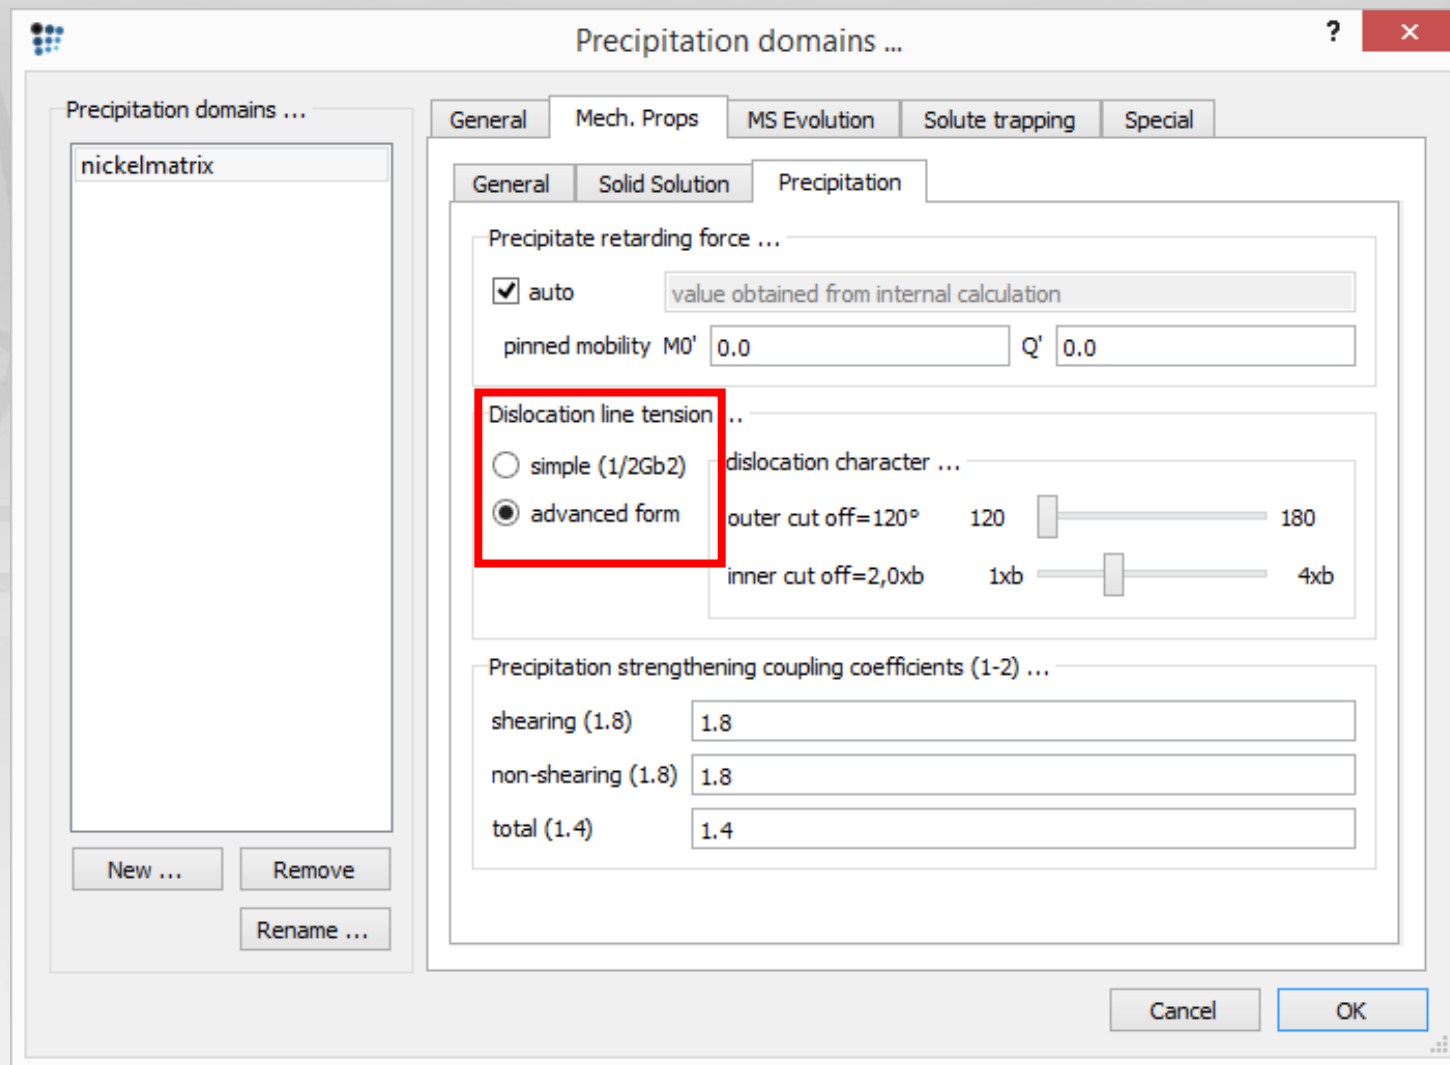 Precipitation domains ...
?
Precipitation domains ...
nickelmatrix
New ...
Remove
Rename ...
General
Mech. Props
MS Evolution
Solute trapping
Special
General
Solid Solution
Precipitation
Precipitate retarding force ...
auto
value obtained from internal calculation
pinned mobility M0' 0.0 Q' 0.0
Dislocation line tension ..
simple (1/2Gb2)
advanced form
dislocation character ...
outer cut off=120° 120 180
inner cut off=2,0xb 1xb 4xb
Precipitation strengthening coupling coefficients (1-2) ...
shearing (1.8) 1.8
non-shearing (1.8) 1.8
total (1.4) 1.4
Cancel
OK